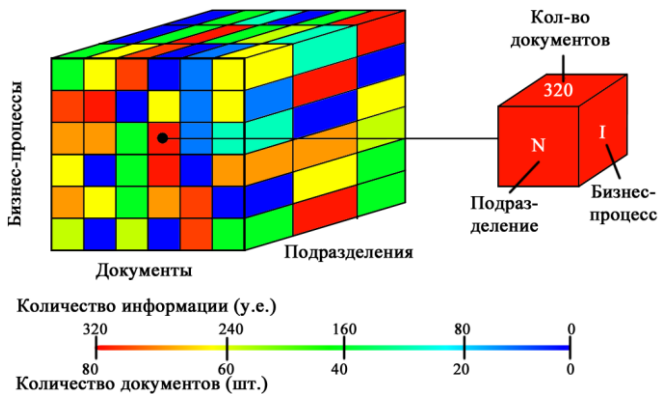 Кол-во
документов
320
N
I
Подраз-
деление
Бизнес-
процесс
Бизнес-процессы
Документы
Подразделения
Количество информации (у.е.)
320 240 160 80 0
80 60 40 20 0
Количество документов (шт.)